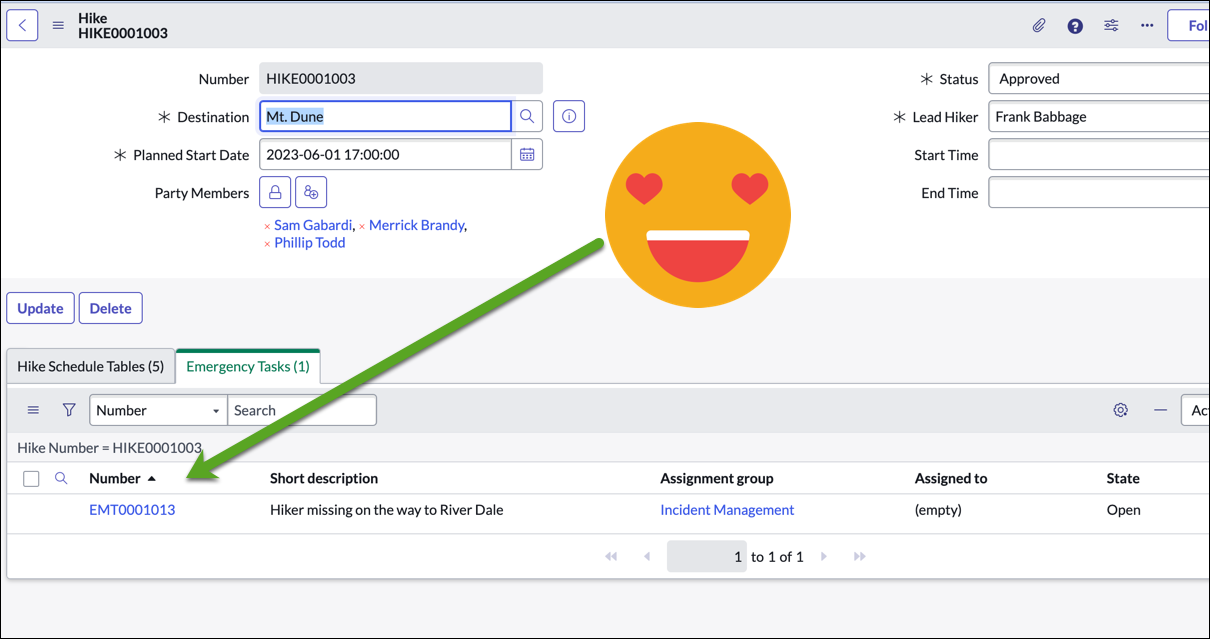 Hike
HIKE0001003
Fol
Number HIKE0001003
Destination Mt. Dune
Planned Start Date 2023-06-01 17:00:00
Party Members
× Sam Gabardi, × Merrick Brandy,
× Phillip Todd
Status Approved
Lead Hiker Frank Babbage
Start Time
End Time
Update Delete
Hike Schedule Tables (5) Emergency Tasks (1)
Number Search Act
Hike Number = HIKE0001003
Number Short description Assignment group Assigned to State
EMT0001013 Hiker missing on the way to River Dale Incident Management (empty) Open
1 to 1 of 1